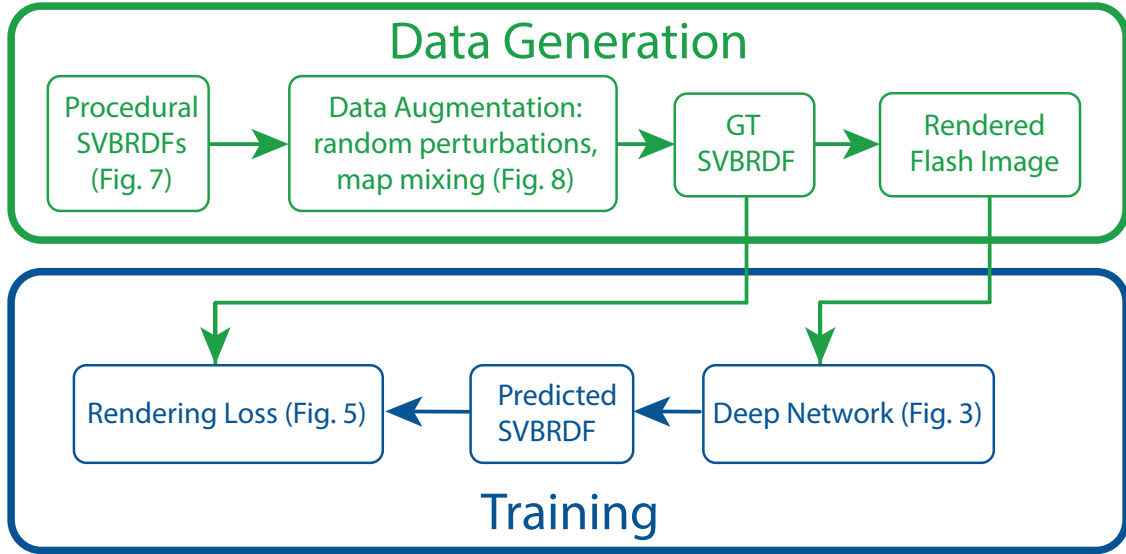 Data Generation
Procedural
SVBRDFs
(Fig. 7)
Data Augmentation:
random perturbations,
map mixing (Fig. 8)
GT
SVBRDF
Rendered
Flash Image
Rendering Loss (Fig. 5)
Predicted
SVBRDF
Deep Network (Fig. 3)
Training